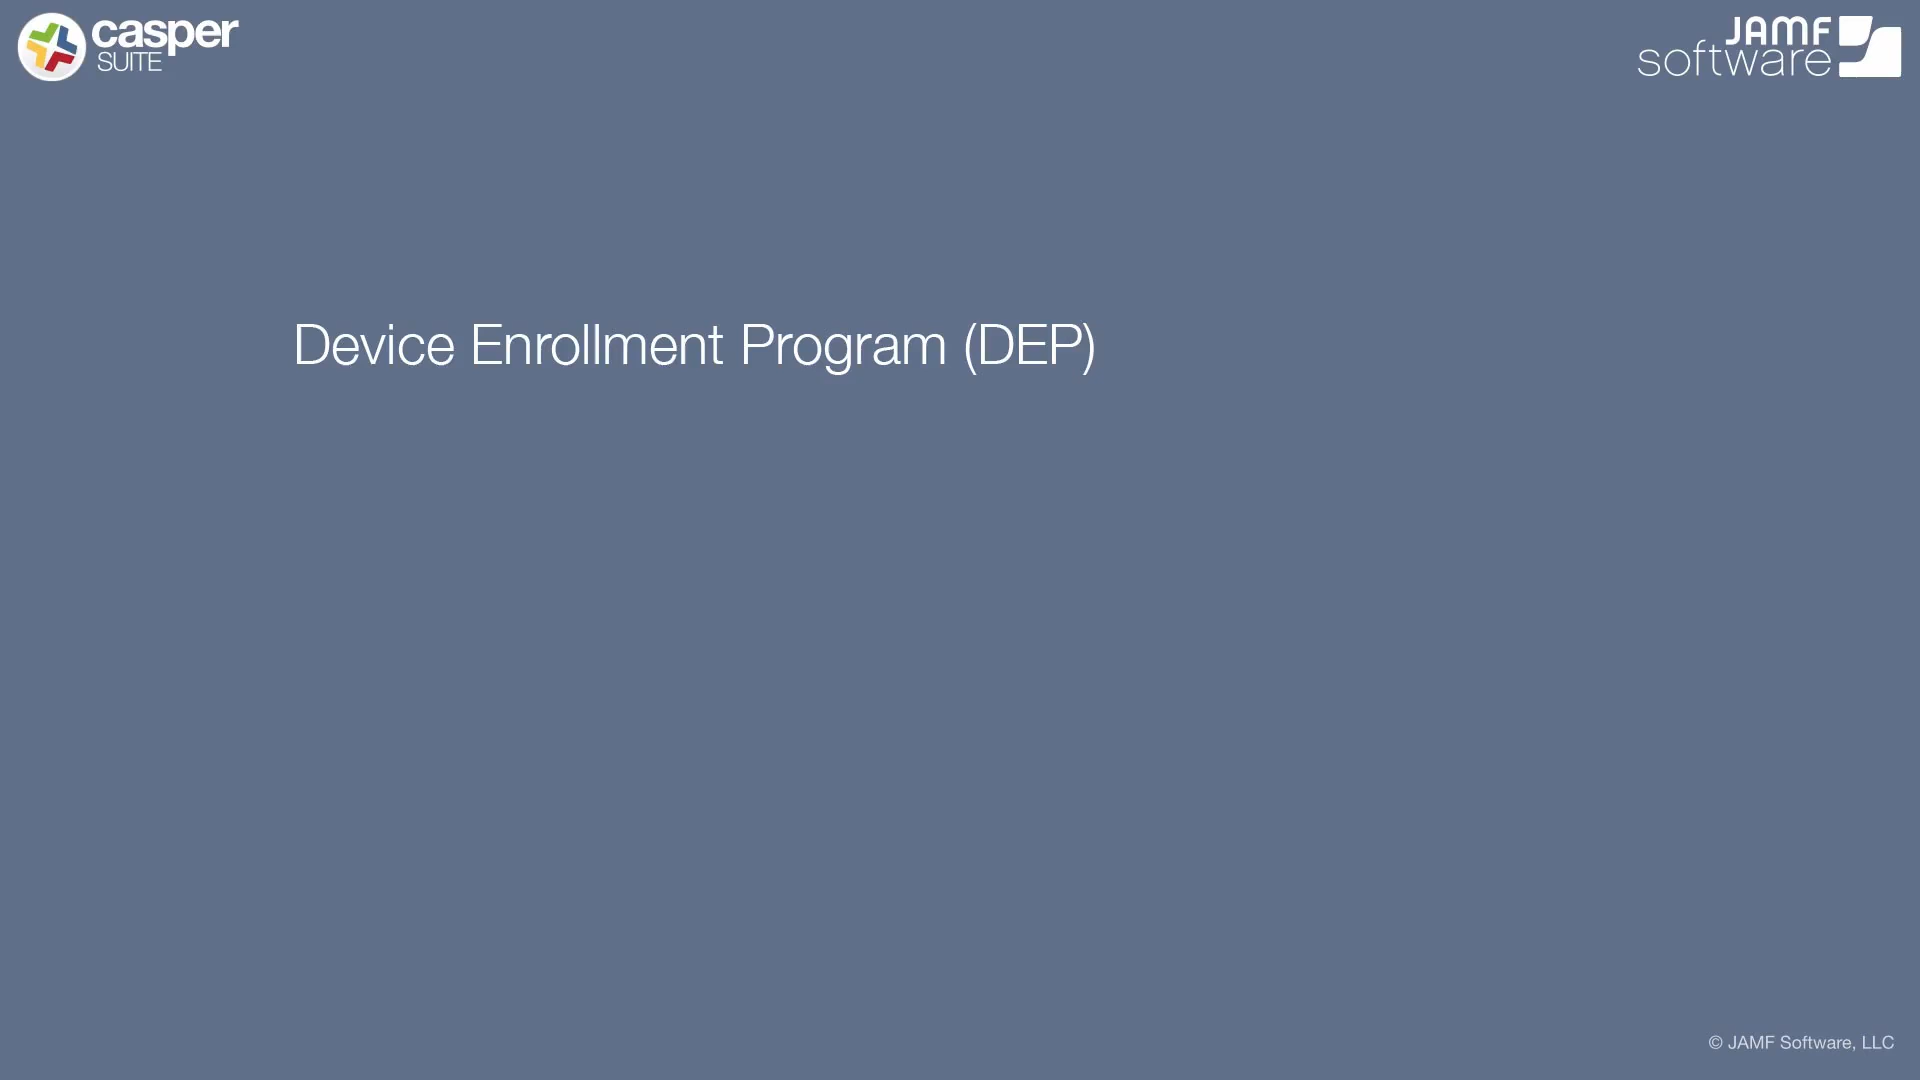 casper
SUITE
JAMF
software
Device Enrollment Program (DEP)
© JAMF Software, LLC